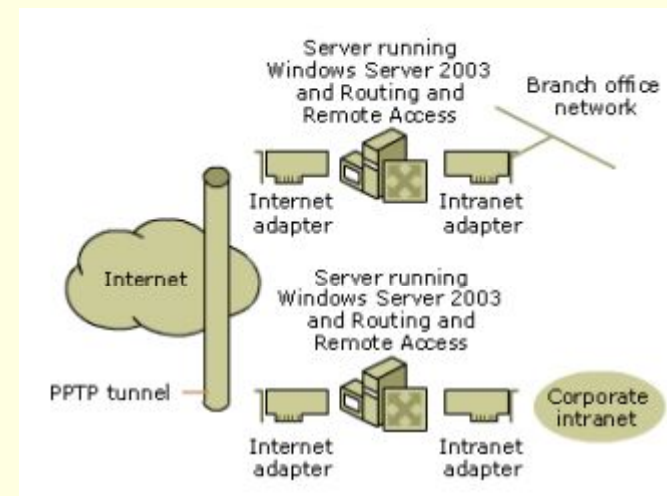 Server running
Windows Server 2003
and Routing and
Remote Access
Branch office
network
Internet
adapter
Intranet
adapter
Internet
Server running
Windows Server 2003
and Routing and
Remote Access
PPTP tunnel
Corporate
intranet
Internet
adapter
Intranet
adapter